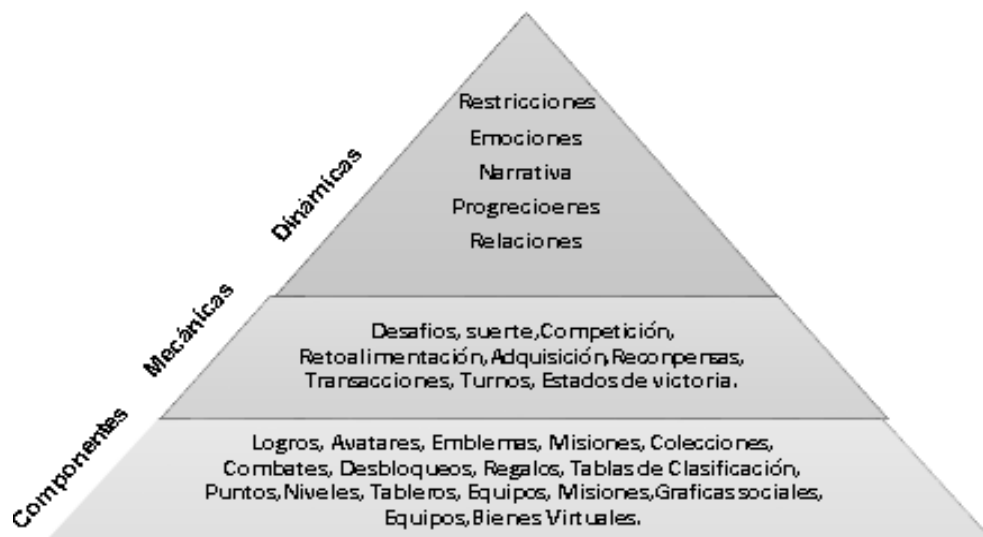 Dinámicas
Restricciones
Emociones
Narrativa
Progrecioenes
Relaciones
Mecánicas
Desafios, suerte,Competición,
Retoalimentación,Adquisición,Reconpensas,
Transacciones, Turnos, Estados de victoria.
Componentes
Logros, Avatares, Emblemas, Misiones, Colecciones,
Combates, Desbloqueos, Regalos, Tablas de Clasificación,
Puntos,Niveles, Tableros, Equipos, Misiones,Graficas sociales,
Equipos,Bienes Virtuales.